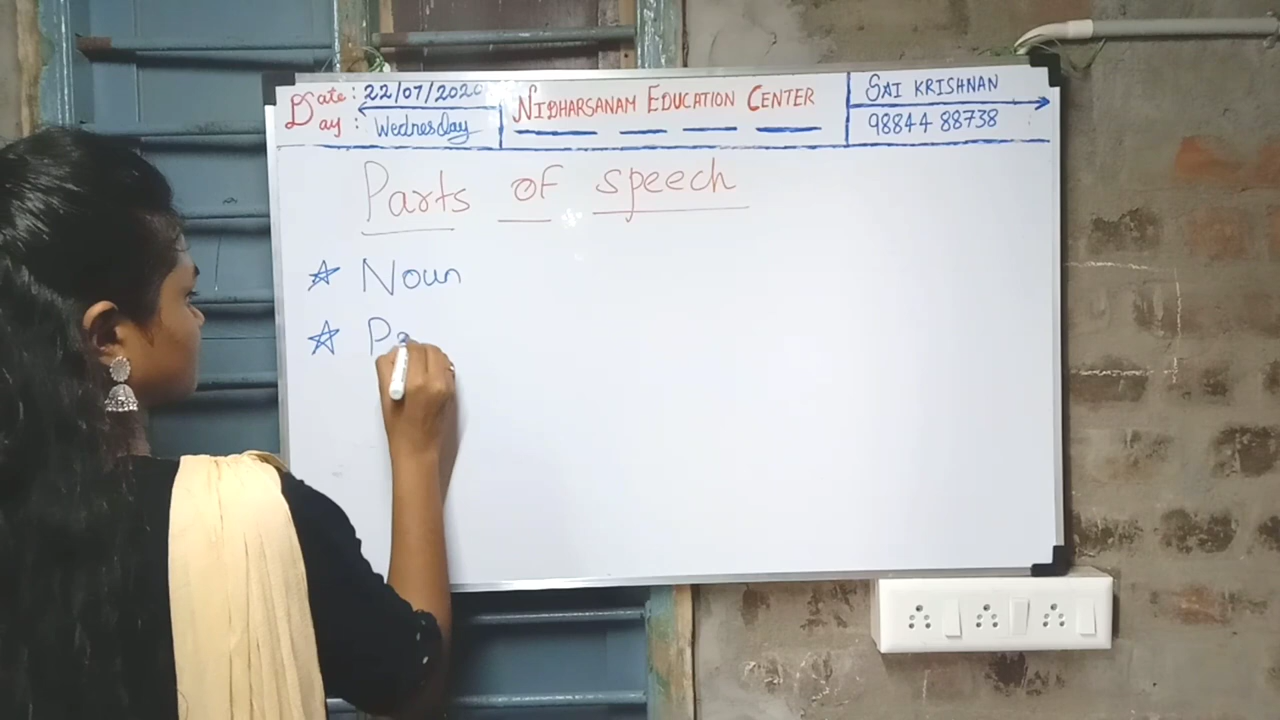 Date: 22/07/2020
Day: Wednesday
NIDHARSANAM EDUCATION CENTER
SAI KRISHNAN
98844 88738
Parts of speech
Noun